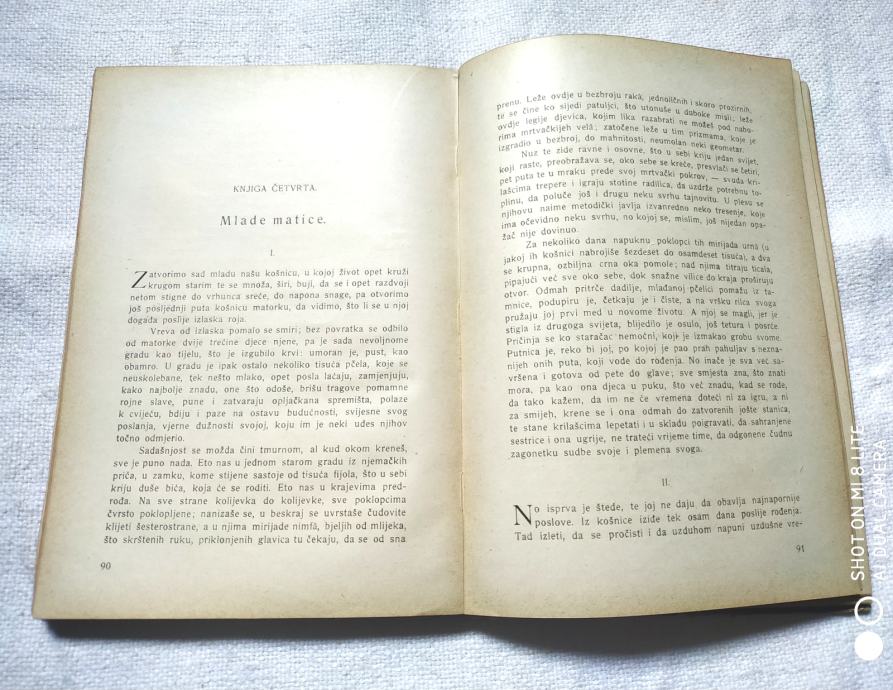 KNJIGA ČETVRTA.
Mlade matice.
I.
Zatvorimo sad mladu našu košnicu, u kojoj život opet kruži
krugom starim te se množa, širi, buji, da se i opet razdvoji
netom stigne do vrhunca sreće, do napona snage, pa otvorimo
još posljednji puta košnicu matorku, da vidimo, što li se u njoj
događa poslije izlaska roja.
Vreva od izlaska pomalo se smiri; bez povratka se odbilo
od matorke dvije trećine djece njene, pa je sada nevoljnome
gradu kao tijelu, što je izgubilo krvi: umoran je, pust, kao
obamro. U gradu je ipak ostalo nekoliko tisuća pčela, koje se
neuskolebane, tek nešto mlako, opet posla laćaju, zamjenjuju,
kako najbolje znadu, one što odoše, brišu tragove pomamne
rojne slave, pune i zatvaraju opljačkana spremišta, polaze
k cviječu, bdiju i paze na ostavu budućnosti, svijesne svog
poslanja, vjerne dužnosti svojoj, koju im je neki udes njihov
točno odmjerio.
Sadašnjost se možda čini tmurnom, al kud okom kreneš,
sve je puno nada. Eto nas u jednom starom gradu iz njemačkih
priča, u zamku, kome stijene sastoje od tisuća fijola, što u sebi
kriju duše bića, koja će se roditi. Eto nas u krajevima pred-
rođa. Na sve strane kolijevka do kolijevke, sve poklopcima
čvrsto poklopljene; nanizaše se, u beskraj se uvrstaše čudovite
klijeti šesterostrane, a u njima mirijade nimfâ, bjeljih od mlijeka,
što skrštenih ruku, priklonjenih glavica tu čekaju, da se od sna
90
prenu. Leže ovdje u bezbroju raka, jednoličnih i skoro prozirnih,
te se čine ko sijedi patuljci, što utonuše u duboke misli; leže
ovdje legije djevica, kojim lika razabrati ne možeš pod nabo-
rima mrtvačkijeh velâ; zatočene leže u tim prizmama, koje je
izgradio u bezbroj, do mahnitosti, neumolan neki geometar.
Nuz te zide ravne i osovne, što u sebi kriju jedan svijet,
koji raste, preobražava se, oko sebe se kreće, presvlači se četiri,
pet puta te u mraku prede svoj mrtvački pokrov, — svuda kri-
lašcima trepere i igraju stotine radilica, da uzdrže potrebnu to-
plinu, da poluče još i drugu neku svrhu tajnovitu. U plesu se
njihovu naime metodički javlja izvanredno neko tresenje, koje
ima očevidno neku svrhu, no kojoj se, mislim, još nijedan opa-
žač nije dovinuo.
Za nekoliko dana napuknu poklopci tih mirijada urnâ (u
jakoj ih košnici nabrojiše šezdeset do osamdeset tisuća), a dva
se krupna, ozbiljna crna oka pomole; nad njima titraju ticala,
pipajući već sve oko sebe, dok snažne vilice do kraja proširuju
otvor. Odmah pritrče dadilje, mlađanoj pčelici pomažu iz ta-
mnice, podupiru je, četkaju je i čiste, a na vršku rilca svoga
pružaju joj prvi med u novome životu. A njoj se magli, jer je
stigla iz drugoga svijeta, blijedilo je osulo, još tetura i posrće.
Pričinja se ko staračac nemoćni, koje je izmakao grobu svome.
Putnica je, reko bi joj, po kojoj je pao prah pahuljav s nezna-
nijeh onih puta, koji vode do rođenja. No inače je sva već sa-
vršena i gotova od pete do glave; sve smjesta zna, što znati
mora, pa kao ona djeca u puku, što već znadu, kad se rode,
da tako kažem, da im ne će vremena doteći ni za igru, a ni
za smijeh, krene se i ona odmah do zatvorenih jošte stanica,
te stane krilašcima lepetati i u skladu poigravati, da sahranjene
sestrice i ona ugrije, ne trateći vrijeme time, da odgonene čudnu
zagonetku sudbe svoje i plemena svoga.
II.
No isprva je štede, te joj ne daju, da obavlja najnapornije
poslove. Iz košnice iziđe tek osam dana poslije rođenja.
Tad izleti, da se pročisti i da uzduhom napuni uzdušne vre-
91
SHOT ON MI 8 LITE
AI DUAL CAMERA